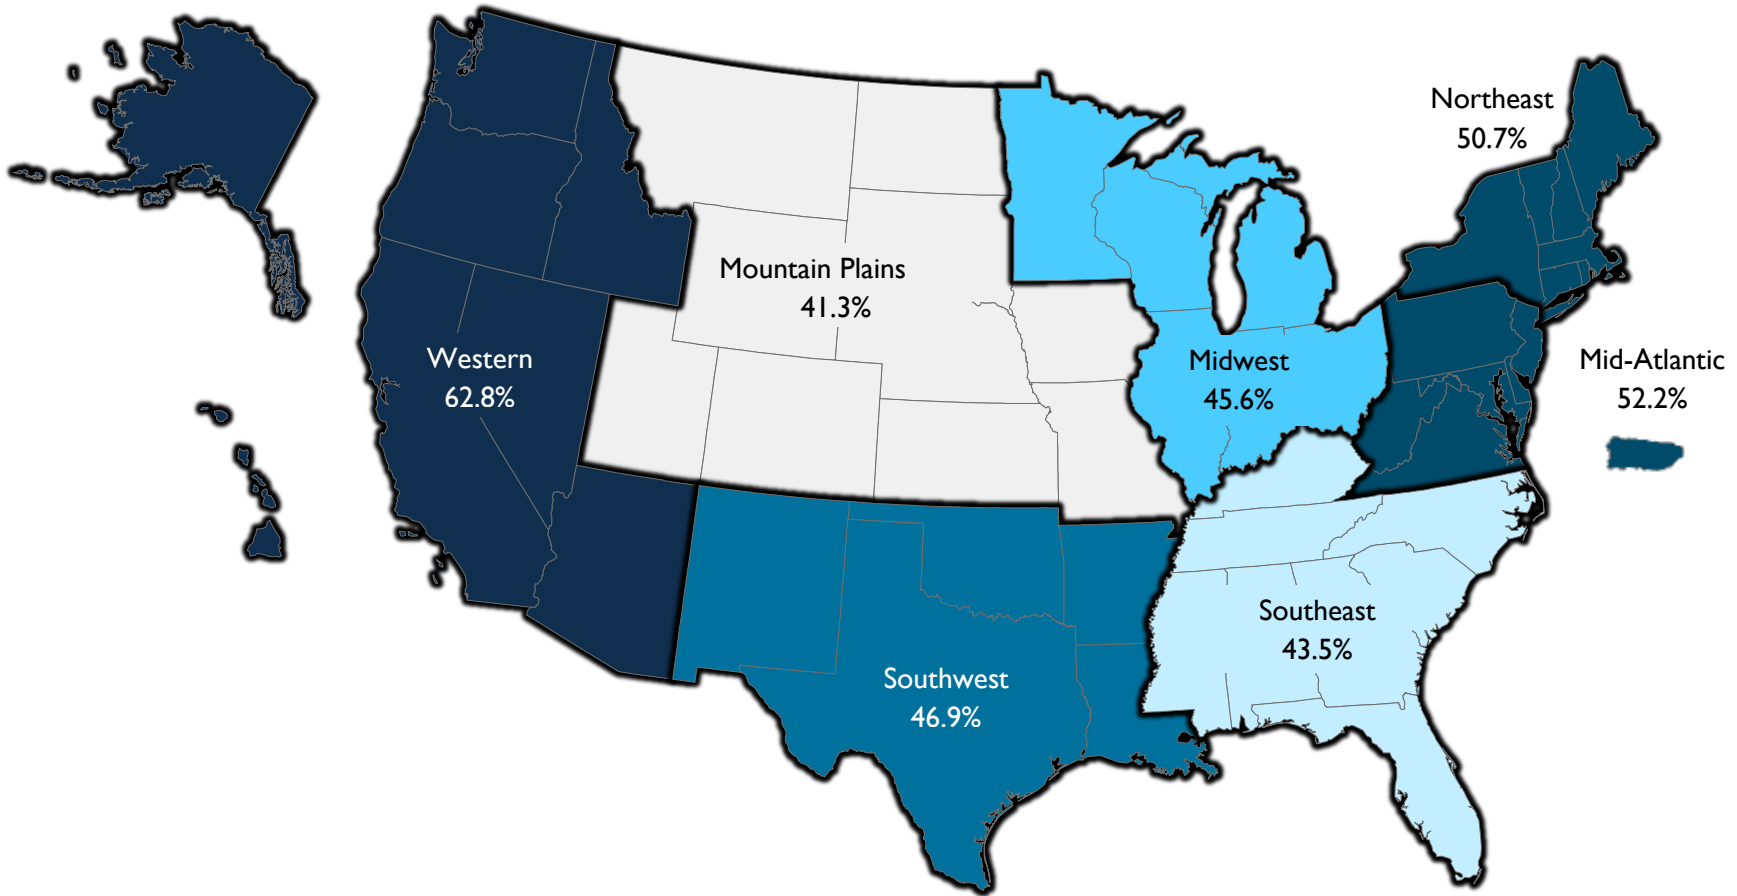 Northeast
50.7%
Mountain Plains
41.3%
Western
62.8%
Midwest
45.6%
Mid-Atlantic
52.2%
Southeast
43.5%
Southwest
46.9%